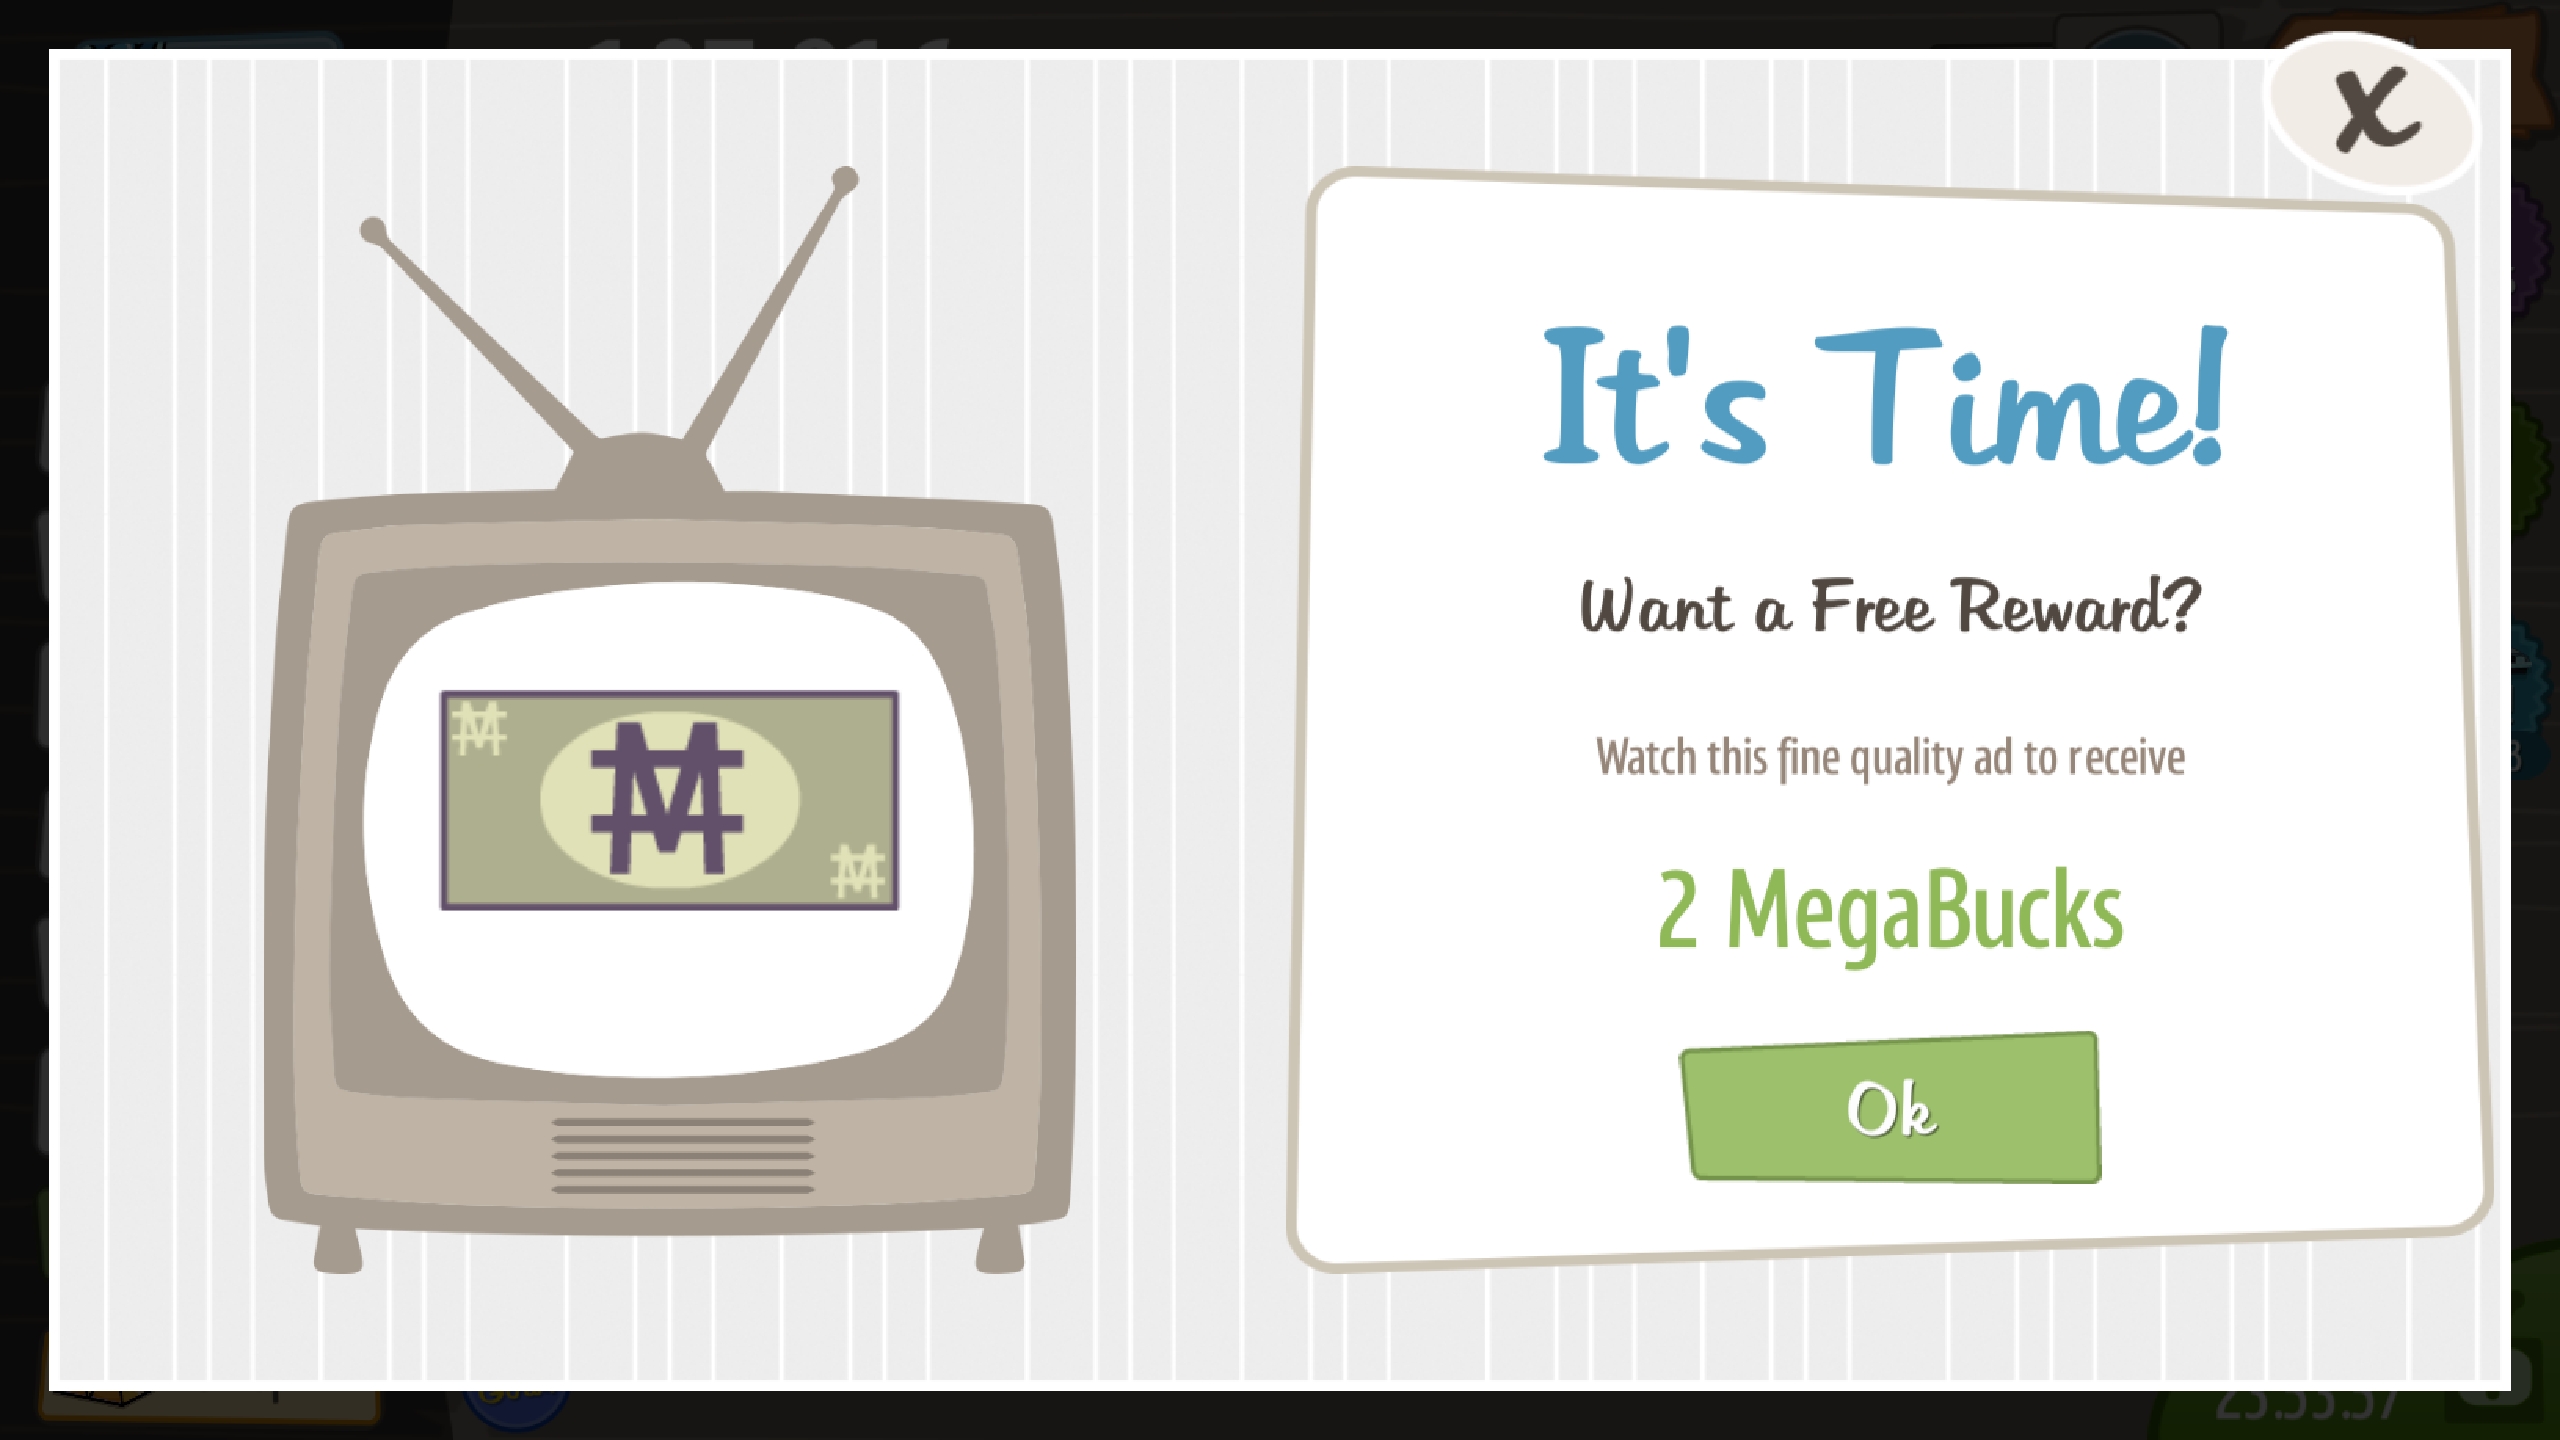 X
It's Time!
Want a Free Reward?
Watch this fine quality ad to receive
2 MegaBucks
Ok